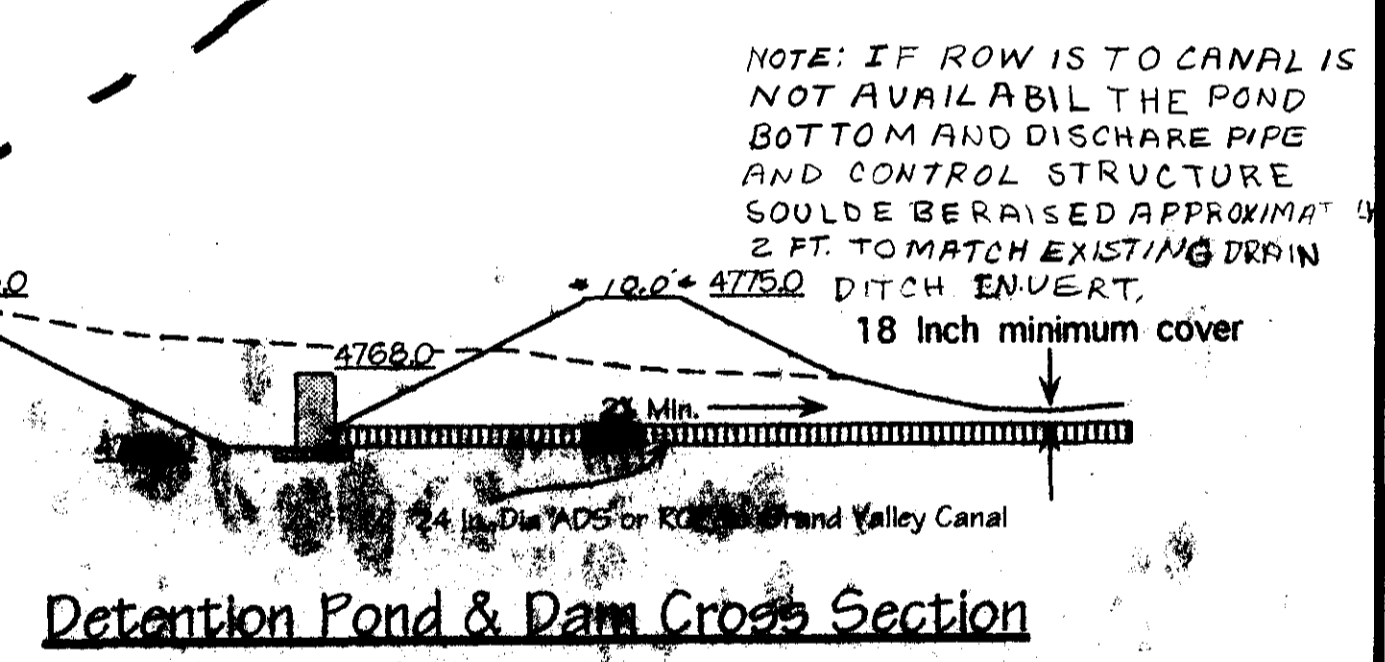 NOTE: IF ROW IS TO CANAL IS
NOT AVAILABIL THE POND
BOTTOM AND DISCHARE PIPE
AND CONTROL STRUCTURE
SOULDE BE RAISED APPROXIMATLY
2 FT. TO MATCH EXISTING DRAIN
DITCH ENVERT.
10.0' 4775.0
18 Inch minimum cover
4768.0
2% Min.
24 In. Dia ADS or Grand Valley Canal
Detention Pond & Dam Cross Section